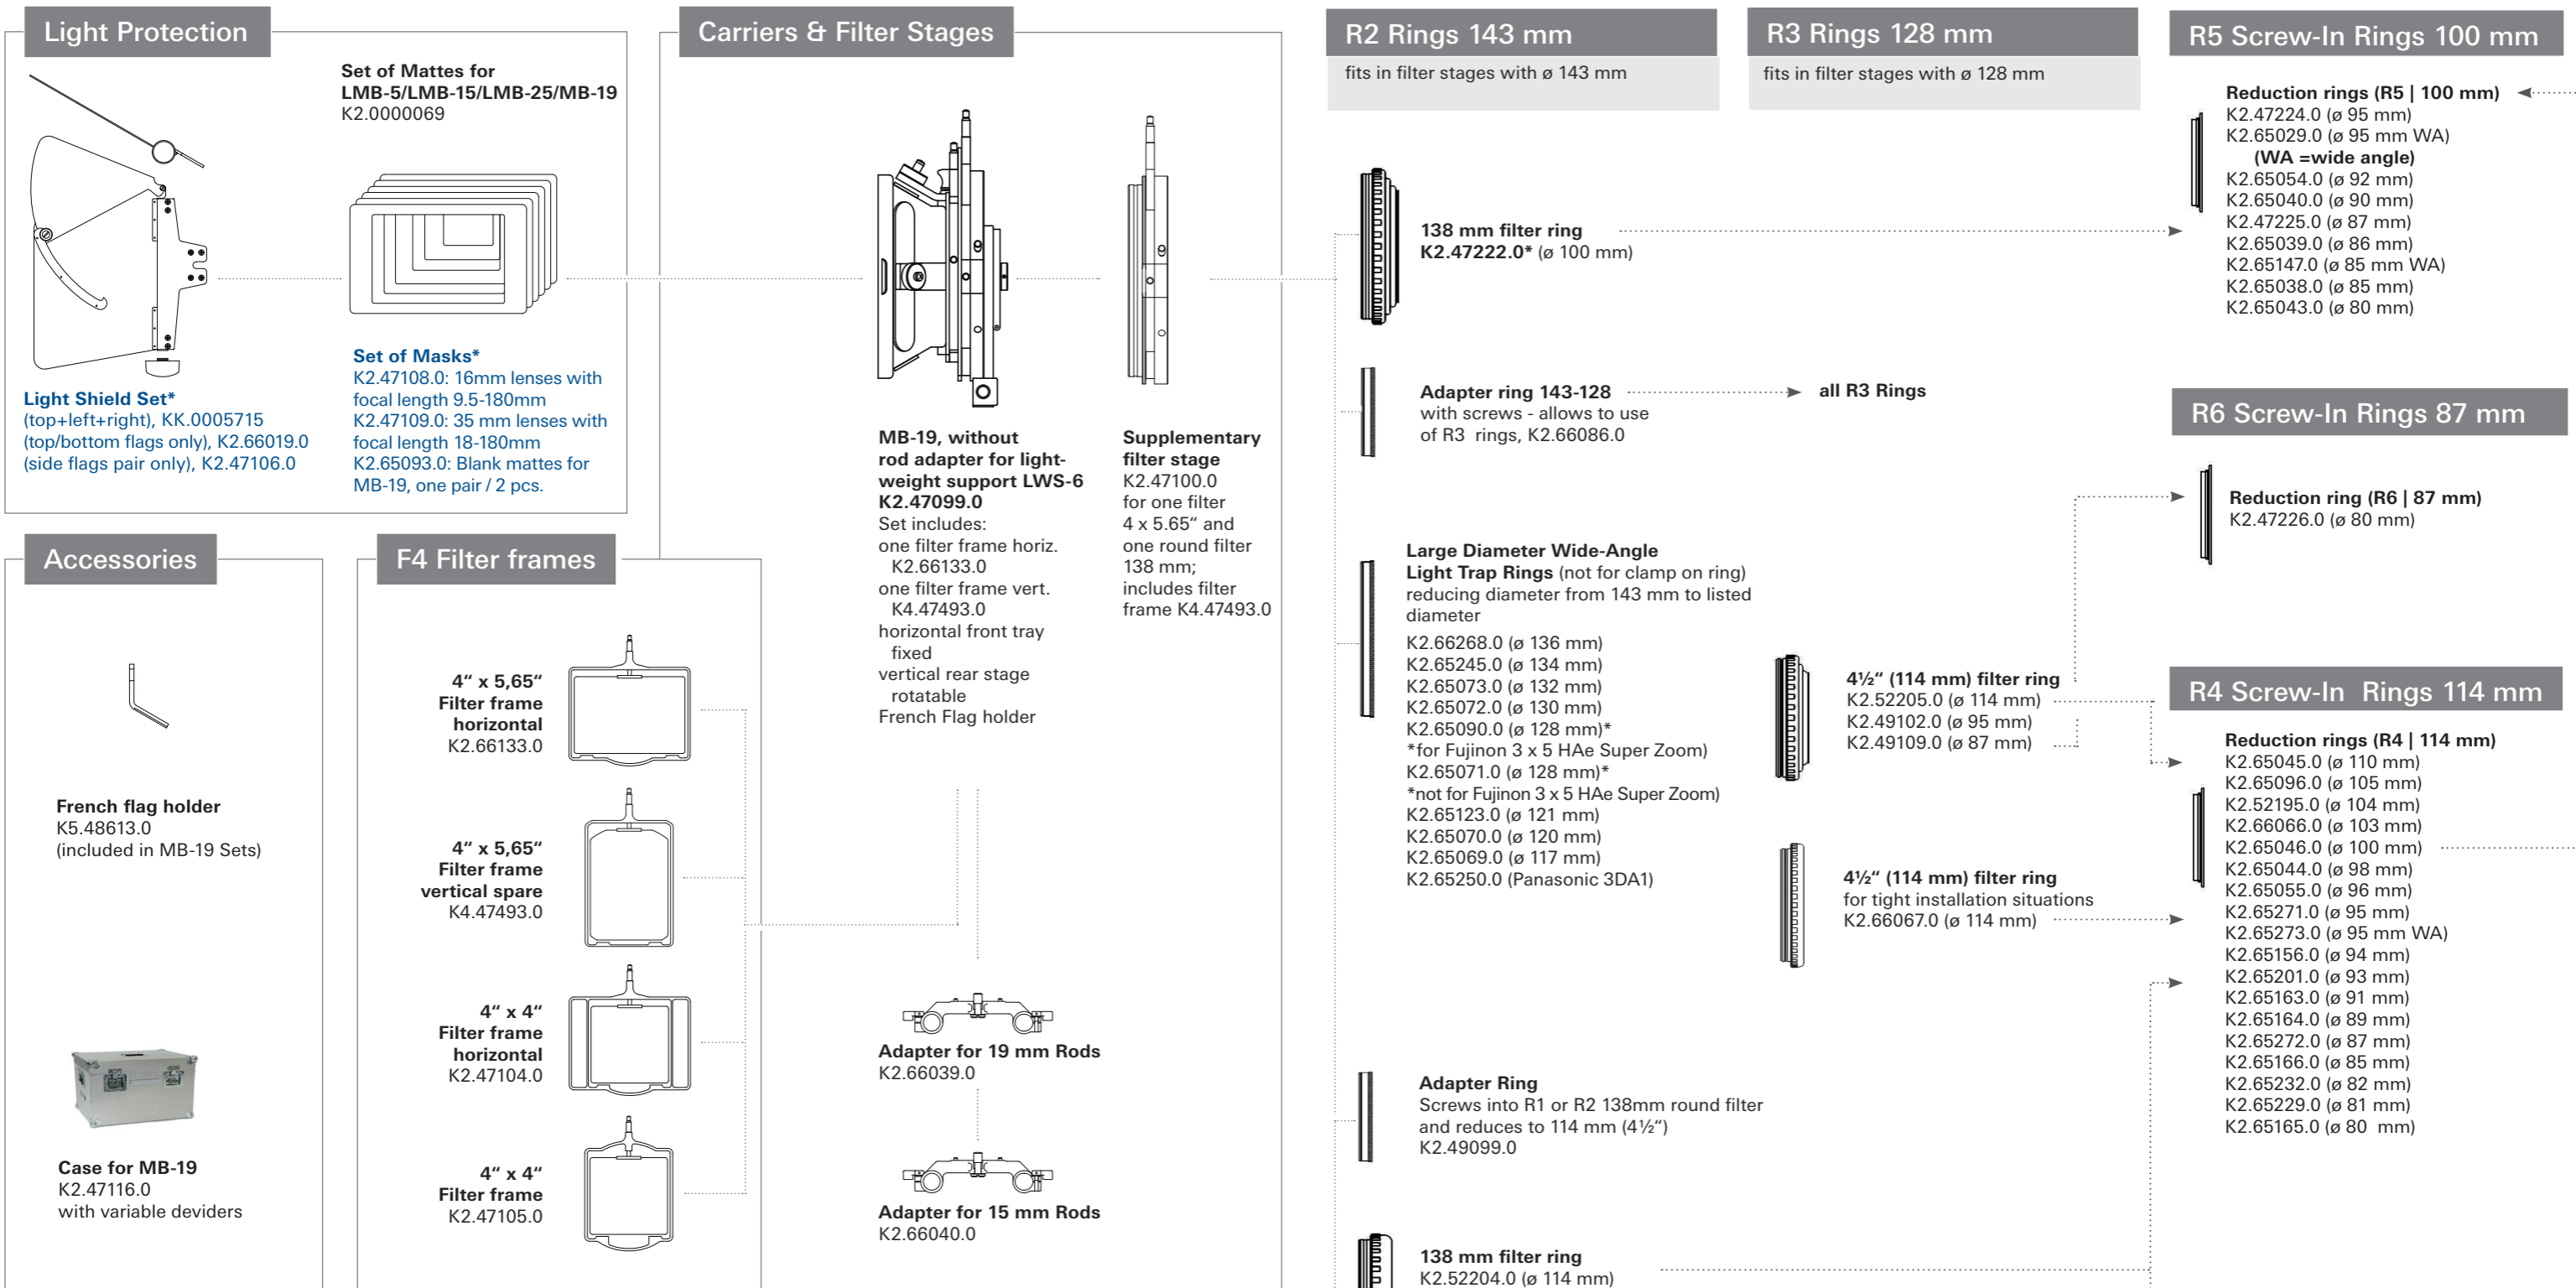 Light Protection
Set of Mattes for
LMB-5/LMB-15/LMB-25/MB-19
K2.0000069
Light Shield Set*
(top+left+right), KK.0005715
(top/bottom flags only), K2.66019.0
(side flags pair only), K2.47106.0
Set of Masks*
K2.47108.0: 16mm lenses with
focal length 9.5-180mm
K2.47109.0: 35 mm lenses with
focal length 18-180mm
K2.65093.0: Blank mattes for
MB-19, one pair / 2 pcs.
Accessories
French flag holder
K5.48613.0
(included in MB-19 Sets)
Case for MB-19
K2.47116.0
with variable deviders
F4 Filter frames
4“ x 5,65“
Filter frame
horizontal
K2.66133.0
4“ x 5,65“
Filter frame
vertical spare
K4.47493.0
4“ x 4“
Filter frame
horizontal
K2.47104.0
4“ x 4“
Filter frame
K2.47105.0
Carriers & Filter Stages
MB-19, without
rod adapter for light-
weight support LWS-6
K2.47099.0
Set includes:
one filter frame horiz.
K2.66133.0
one filter frame vert.
K4.47493.0
horizontal front tray
fixed
vertical rear stage
rotatable
French Flag holder
Supplementary
filter stage
K2.47100.0
for one filter
4 x 5.65“ and
one round filter
138 mm;
includes filter
frame K4.47493.0
Adapter for 19 mm Rods
K2.66039.0
Adapter for 15 mm Rods
K2.66040.0
R2 Rings 143 mm
fits in filter stages with ø 143 mm
138 mm filter ring
K2.47222.0* (ø 100 mm)
Adapter ring 143-128
with screws - allows to use
of R3 rings, K2.66086.0
all R3 Rings
Large Diameter Wide-Angle
Light Trap Rings (not for clamp on ring)
reducing diameter from 143 mm to listed
diameter
K2.66268.0 (ø 136 mm)
K2.65245.0 (ø 134 mm)
K2.65073.0 (ø 132 mm)
K2.65072.0 (ø 130 mm)
K2.65090.0 (ø 128 mm)*
*for Fujinon 3 x 5 HAe Super Zoom)
K2.65071.0 (ø 128 mm)*
*not for Fujinon 3 x 5 HAe Super Zoom)
K2.65123.0 (ø 121 mm)
K2.65070.0 (ø 120 mm)
K2.65069.0 (ø 117 mm)
K2.65250.0 (Panasonic 3DA1)
Adapter Ring
Screws into R1 or R2 138mm round filter
and reduces to 114 mm (4½“)
K2.49099.0
138 mm filter ring
K2.52204.0 (ø 114 mm)
R3 Rings 128 mm
fits in filter stages with ø 128 mm
4½“ (114 mm) filter ring
K2.52205.0 (ø 114 mm)
K2.49102.0 (ø 95 mm)
K2.49109.0 (ø 87 mm)
4½“ (114 mm) filter ring
for tight installation situations
K2.66067.0 (ø 114 mm)
R5 Screw-In Rings 100 mm
Reduction rings (R5 | 100 mm)
K2.47224.0 (ø 95 mm)
K2.65029.0 (ø 95 mm WA)
(WA =wide angle)
K2.65054.0 (ø 92 mm)
K2.65040.0 (ø 90 mm)
K2.47225.0 (ø 87 mm)
K2.65039.0 (ø 86 mm)
K2.65147.0 (ø 85 mm WA)
K2.65038.0 (ø 85 mm)
K2.65043.0 (ø 80 mm)
R6 Screw-In Rings 87 mm
Reduction ring (R6 | 87 mm)
K2.47226.0 (ø 80 mm)
R4 Screw-In Rings 114 mm
Reduction rings (R4 | 114 mm)
K2.65045.0 (ø 110 mm)
K2.65096.0 (ø 105 mm)
K2.52195.0 (ø 104 mm)
K2.66066.0 (ø 103 mm)
K2.65046.0 (ø 100 mm)
K2.65044.0 (ø 98 mm)
K2.65055.0 (ø 96 mm)
K2.65271.0 (ø 95 mm)
K2.65273.0 (ø 95 mm WA)
K2.65156.0 (ø 94 mm)
K2.65201.0 (ø 93 mm)
K2.65163.0 (ø 91 mm)
K2.65164.0 (ø 89 mm)
K2.65272.0 (ø 87 mm)
K2.65166.0 (ø 85 mm)
K2.65232.0 (ø 82 mm)
K2.65229.0 (ø 81 mm)
K2.65165.0 (ø 80 mm)